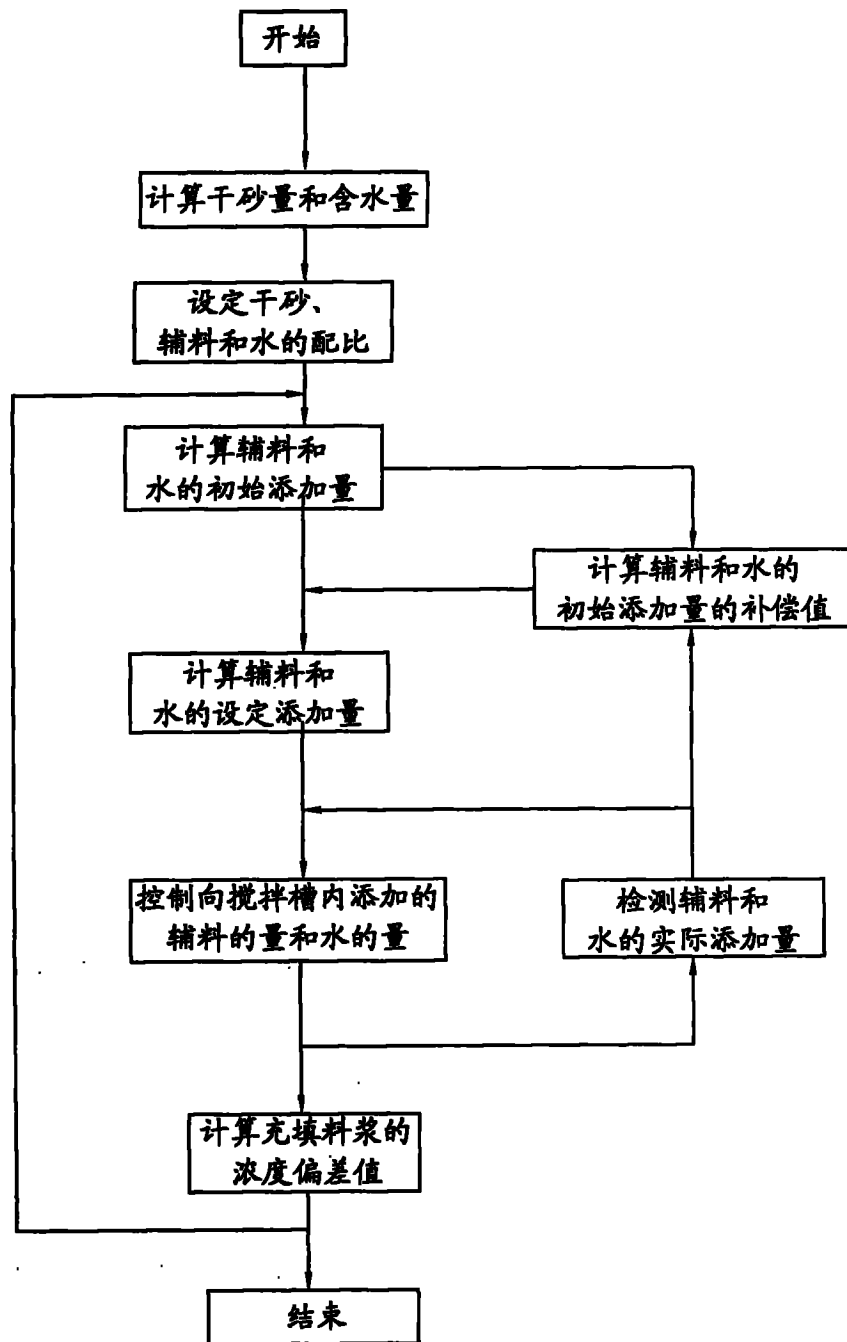 开始
计算干砂量和含水量
设定干砂、
辅料和水的配比
计算辅料和
水的初始添加量
计算辅料和水的
初始添加量的补偿值
计算辅料和
水的设定添加量
控制向搅拌槽内添加的
辅料的量和水的量
检测辅料和
水的实际添加量
计算充填料浆的
浓度偏差值
结束